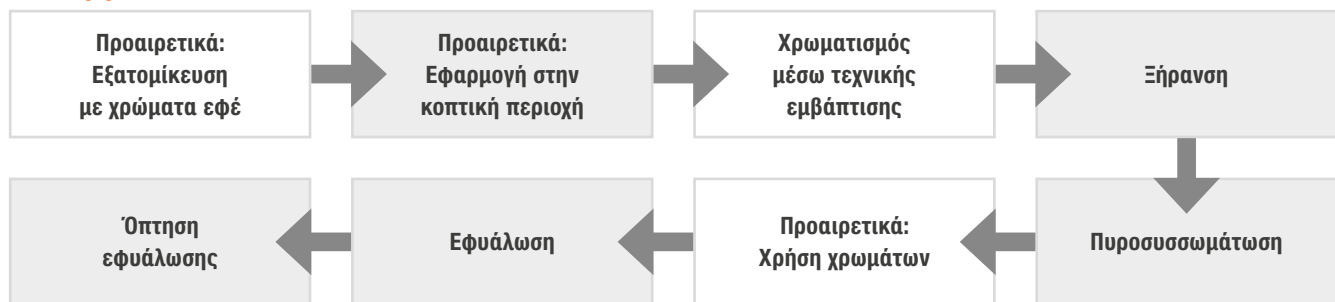 Προαιρετικά:
Εξατομίκευση
με χρώματα εφέ
Προαιρετικά:
Εφαρμογή στην
κοπτική περιοχή
Χρωματισμός
μέσω τεχνικής
εμβάπτισης
Ξήρανση
Πυροσυσσωμάτωση
Προαιρετικά:
Χρήση χρωμάτων
Εφυάλωση
Όπτηση
εφυάλωσης